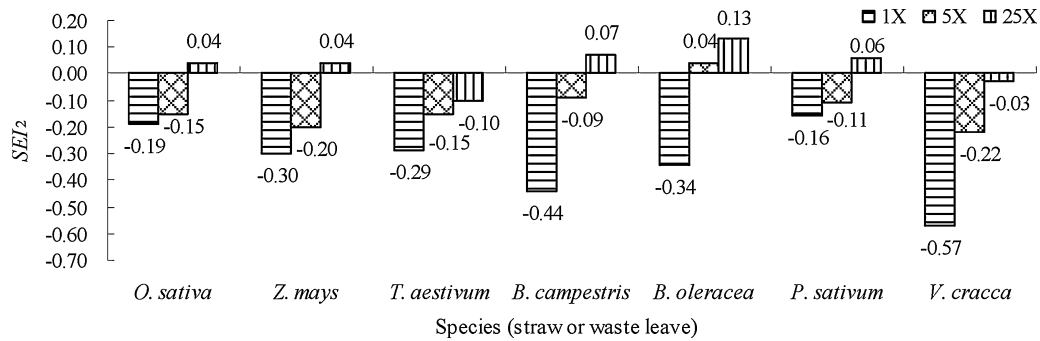 1X 5X 25X
0.20
0.10
0.00
-0.10
-0.20
-0.30
-0.40
-0.50
-0.60
-0.70
SEI2
-0.19 -0.15 0.04
-0.30 -0.20 0.04
-0.29 -0.15 -0.10
-0.44 -0.09 0.07
-0.34 0.04 0.13
-0.16 -0.11 0.06
-0.57 -0.22 -0.03
O. sativa Z. mays T. aestivum B. campestris B. oleracea P. sativum V. cracca
Species (straw or waste leave)